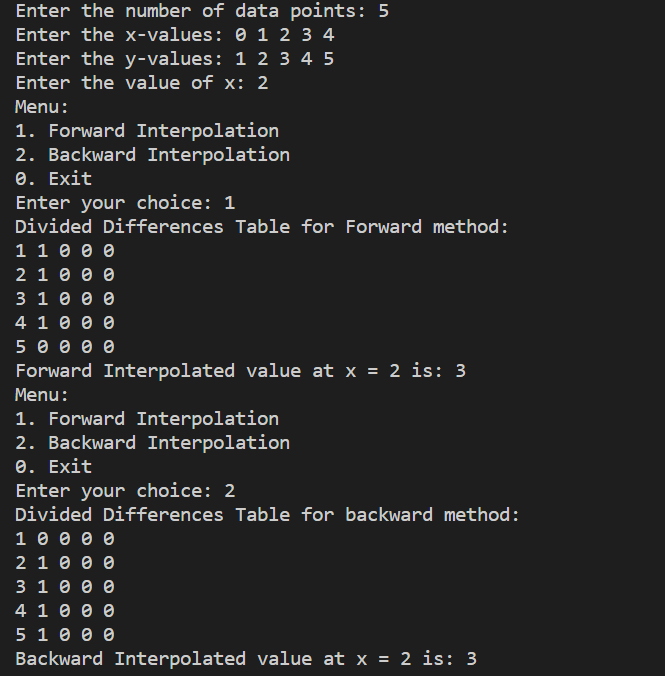 Enter the number of data points: 5
Enter the x-values: 0 1 2 3 4
Enter the y-values: 1 2 3 4 5
Enter the value of x: 2
Menu:
1. Forward Interpolation
2. Backward Interpolation
0. Exit
Enter your choice: 1
Divided Differences Table for Forward method:
1 1 0 0 0
2 1 0 0 0
3 1 0 0 0
4 1 0 0 0
5 0 0 0 0
Forward Interpolated value at x = 2 is: 3
Menu:
1. Forward Interpolation
2. Backward Interpolation
0. Exit
Enter your choice: 2
Divided Differences Table for backward method:
1 0 0 0 0
2 1 0 0 0
3 1 0 0 0
4 1 0 0 0
5 1 0 0 0
Backward Interpolated value at x = 2 is: 3